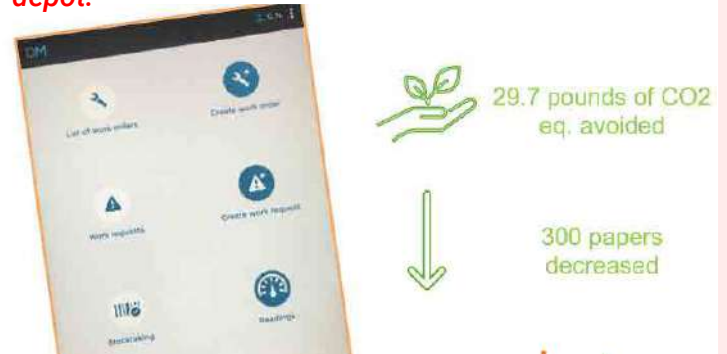 depot.
DM
List of work orders
Create work order
Work requests
Create work request
Stocktaking
Readings
29.7 pounds of CO2
eq. avoided
300 papers
decreased